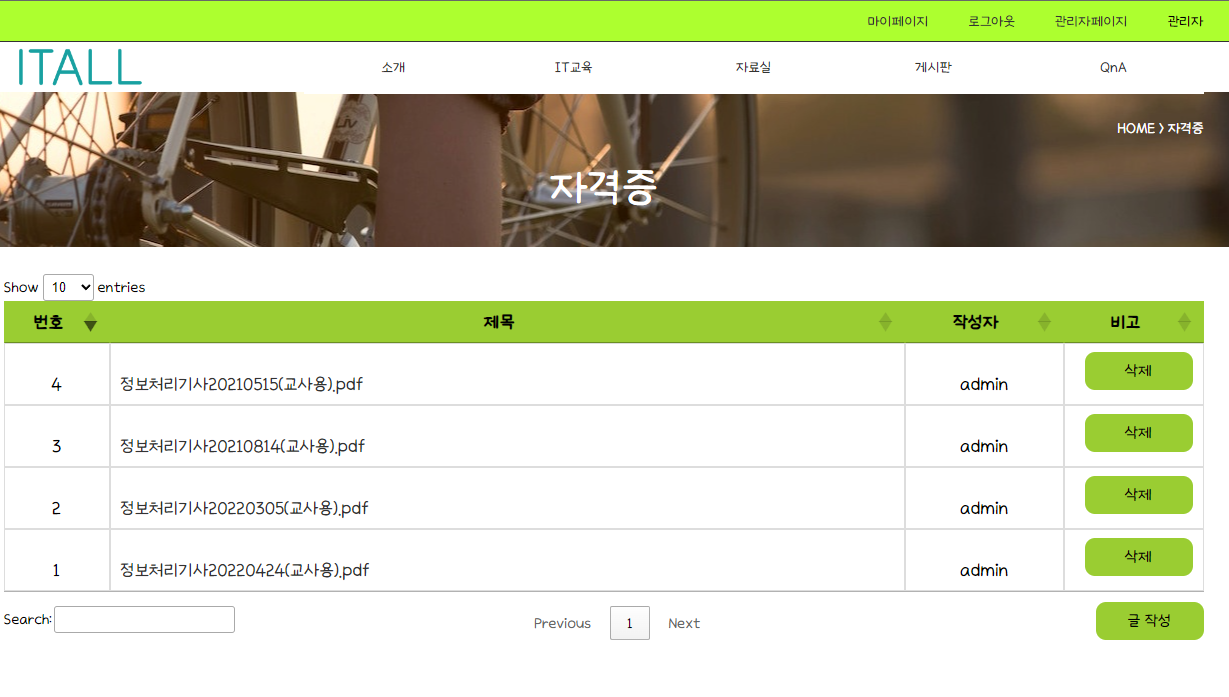 마이페이지 로그아웃 관리자페이지 관리자
ITALL 소개 IT교육 자료실 게시판 QnA
LIV
HOME > 자격증
자격증
Show 10 entries
번호 제목 작성자 비고
4 정보처리기사20210515(교사용).pdf admin 삭제
3 정보처리기사20210814(교사용).pdf admin 삭제
2 정보처리기사20220305(교사용).pdf admin 삭제
1 정보처리기사20220424(교사용).pdf admin 삭제
Search: Previous 1 Next 글 작성